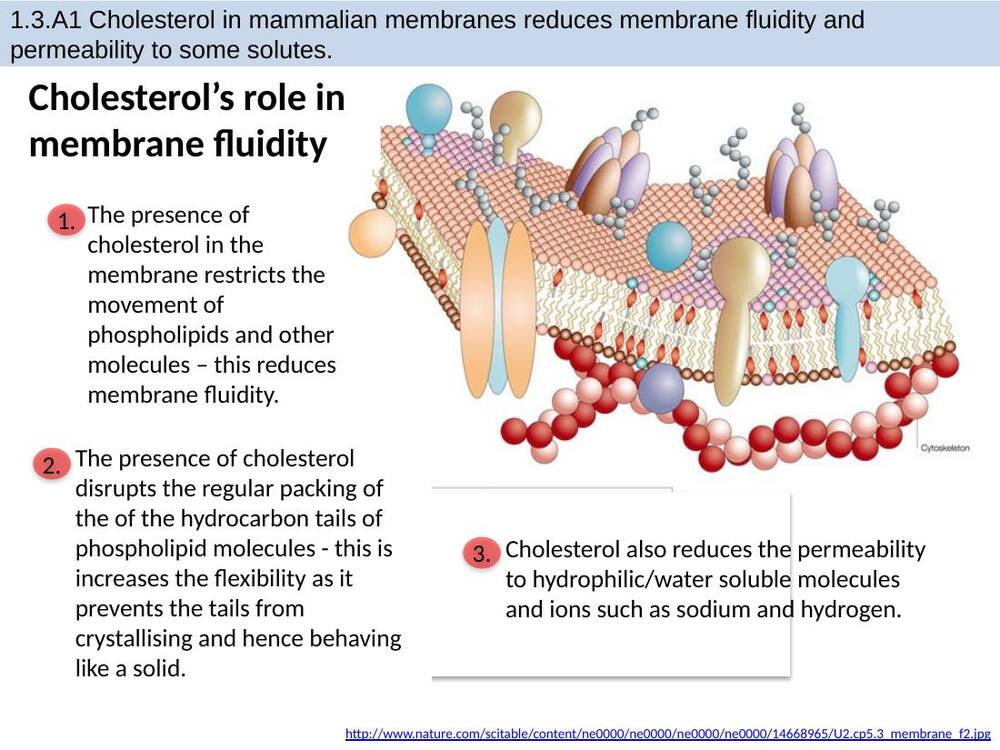 1.3.A1 Cholesterol in mammalian membranes reduces membrane fluidity and
permeability to some solutes.
Cholesterol’s role in
membrane fluidity
1. The presence of
cholesterol in the
membrane restricts the
movement of
phospholipids and other
molecules – this reduces
membrane fluidity.
2. The presence of cholesterol
disrupts the regular packing of
the of the hydrocarbon tails of
phospholipid molecules - this is
increases the flexibility as it
prevents the tails from
crystallising and hence behaving
like a solid.
Cytoskeleton
3. Cholesterol also reduces the permeability
to hydrophilic/water soluble molecules
and ions such as sodium and hydrogen.
http://www.nature.com/scitable/content/ne0000/ne0000/ne0000/ne0000/14668965/U2.cp5.3_membrane_f2.jpg